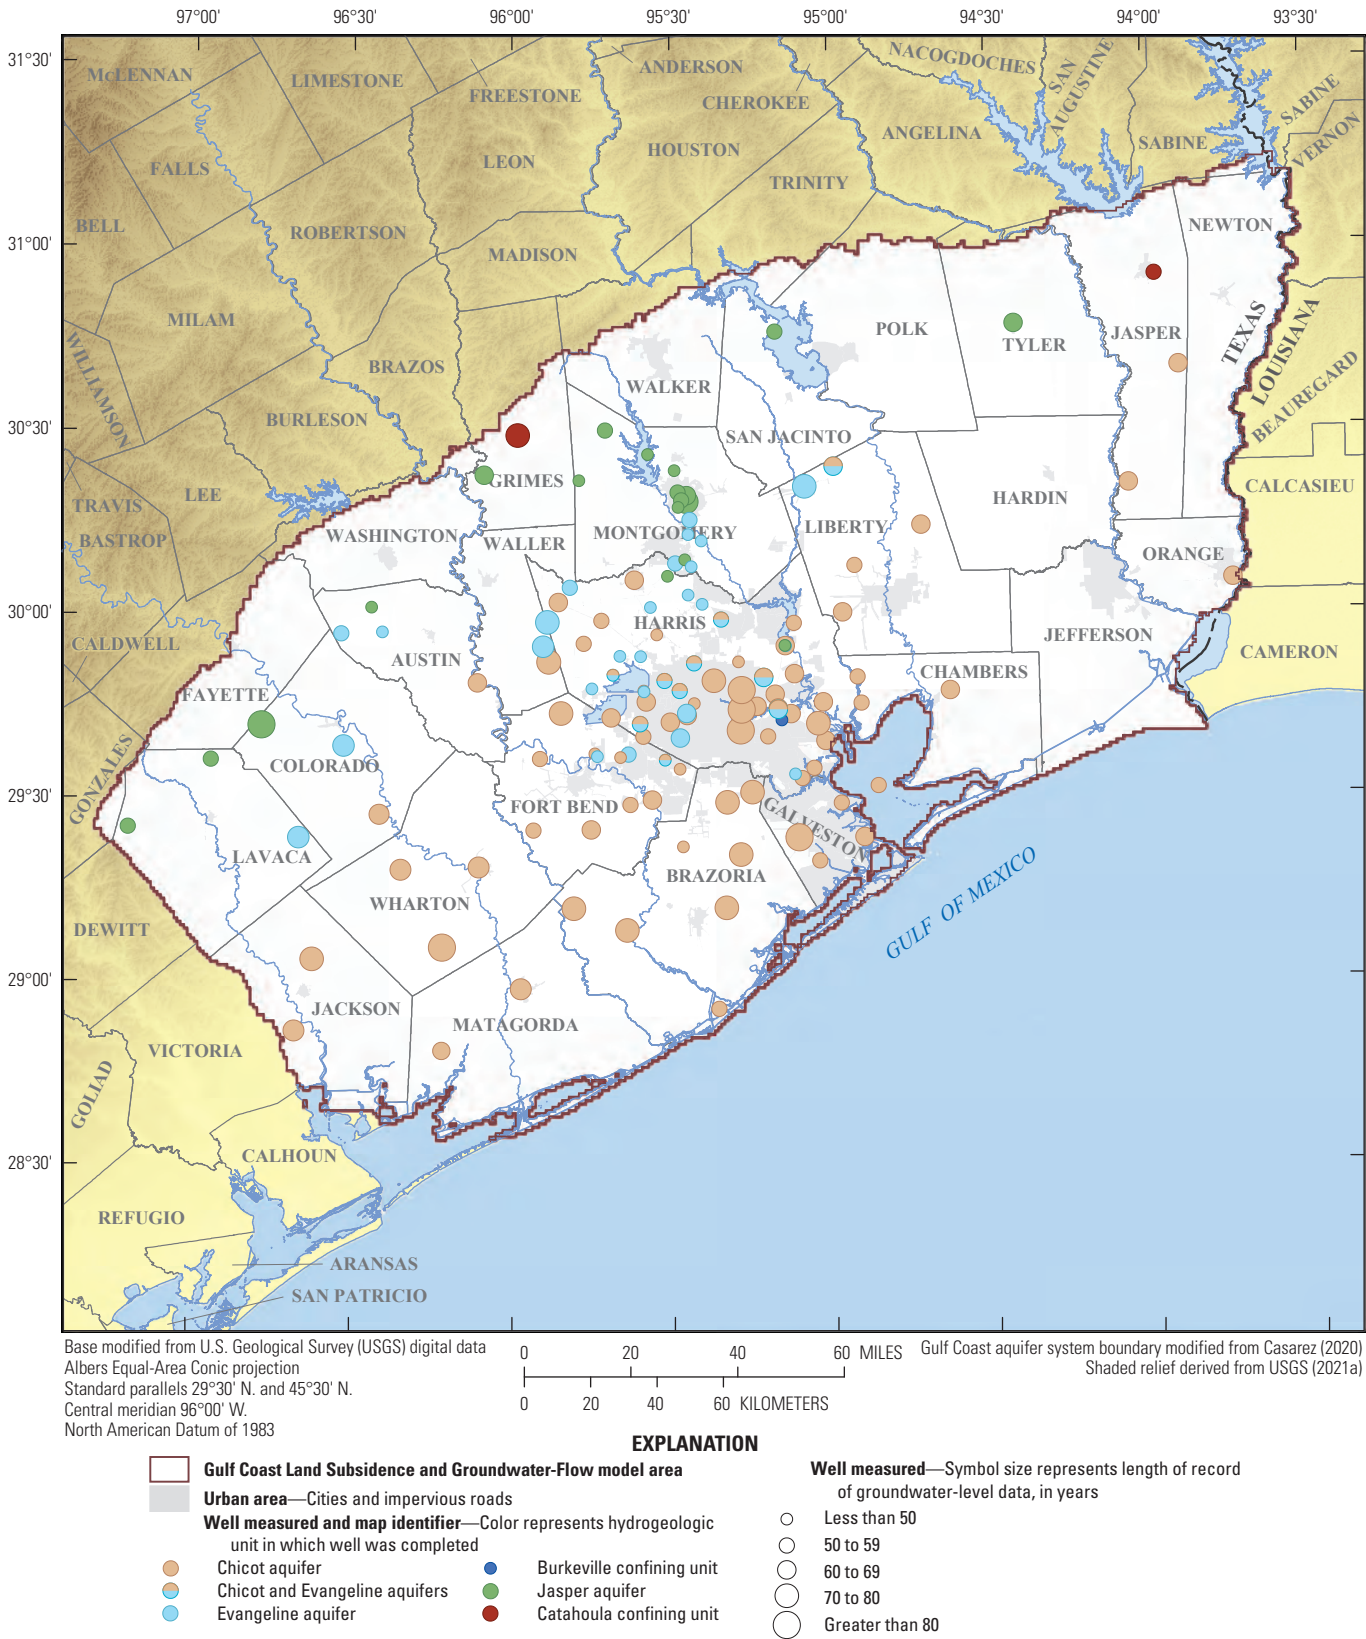 97°00'
96°30'
96°00'
95°30'
95°00'
94°30'
94°00'
93°30'
31°30'
31°00'
30°30'
30°00'
29°30'
29°00'
28°30'
McLENNAN
LIMESTONE
FREESTONE
ANDERSON
CHEROKEE
NACOGDOCHES
SAN
AUGUSTINE
SABINE
SABINE
VERNON
FALLS
LEON
HOUSTON
ANGELINA
TRINITY
BELL
ROBERTSON
MADISON
NEWTON
MILAM
BRAZOS
WILLIAMSON
BURLESON
WALKER
POLK
TYLER
JASPER
TEXAS
LOUISIANA
BEAUREGARD
SAN JACINTO
GRIMES
LEE
TRAVIS
BASTROP
WASHINGTON
WALLER
MONTGOMERY
LIBERTY
HARDIN
CALCASIEU
ORANGE
CALDWELL
AUSTIN
HARRIS
JEFFERSON
CAMERON
CHAMBERS
FAYETTE
GONZALES
COLORADO
FORT BEND
GALVESTON
LAVACA
BRAZORIA
WHARTON
DEWITT
GULF OF MEXICO
JACKSON
MATAGORDA
VICTORIA
GOLIAD
CALHOUN
REFUGIO
ARANSAS
SAN PATRICIO
Base modified from U.S. Geological Survey (USGS) digital data
Albers Equal-Area Conic projection
Standard parallels 29°30' N. and 45°30' N.
Central meridian 96°00' W.
North American Datum of 1983
0 20 40 60 MILES
0 20 40 60 KILOMETERS
Gulf Coast aquifer system boundary modified from Casarez (2020)
Shaded relief derived from USGS (2021a)
EXPLANATION
Gulf Coast Land Subsidence and Groundwater-Flow model area
Urban area—Cities and impervious roads
Well measured and map identifier—Color represents hydrogeologic
unit in which well was completed
Chicot aquifer
Chicot and Evangeline aquifers
Evangeline aquifer
Burkeville confining unit
Jasper aquifer
Catahoula confining unit
Well measured—Symbol size represents length of record
of groundwater-level data, in years
Less than 50
50 to 59
60 to 69
70 to 80
Greater than 80